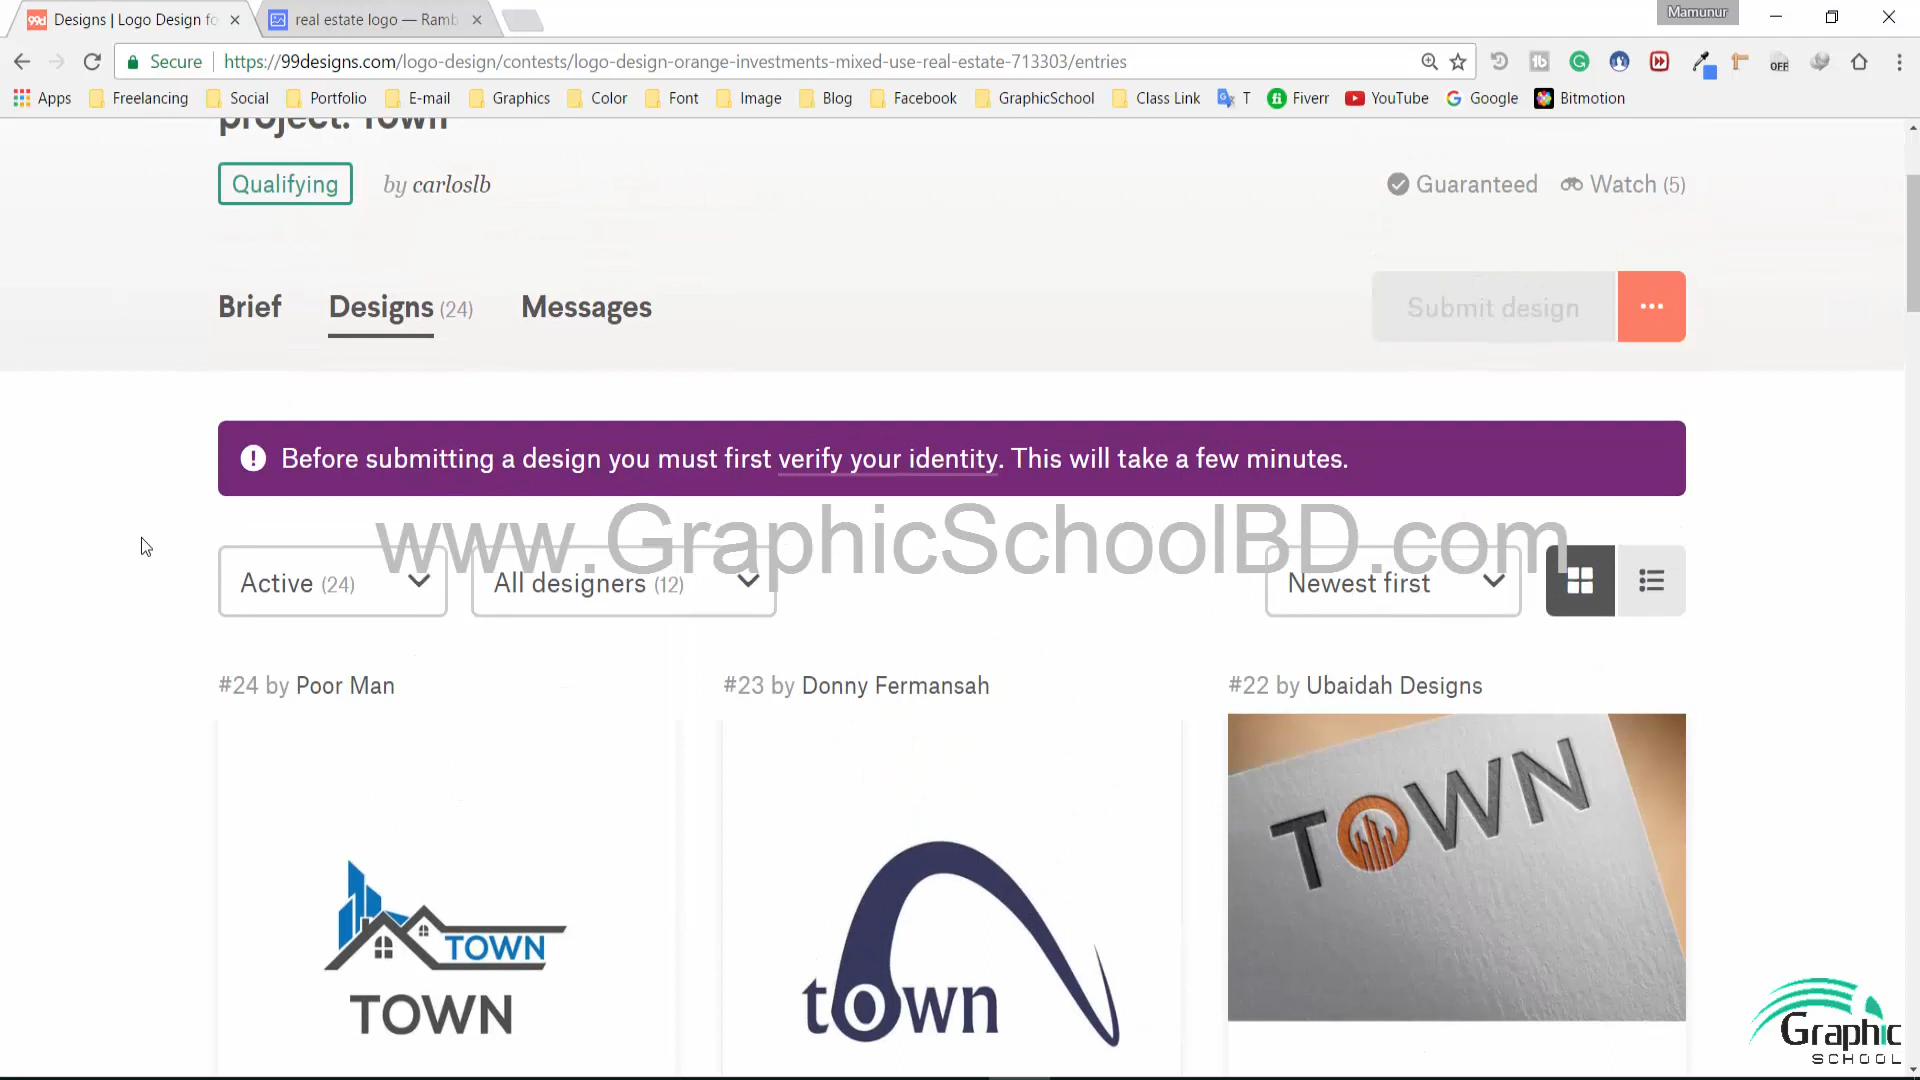 Designs | Logo Design fo
real estate logo — Ramb
Mamunur
Secure
https://99designs.com/logo-design/contests/logo-design-orange-investments-mixed-use-real-estate-713303/entries
OFF
Apps
Freelancing
Social
Portfolio
E-mail
Graphics
Color
Font
Image
Blog
Facebook
GraphicSchool
Class Link
T
Fiverr
YouTube
Google
Bitmotion
project: Town
Qualifying
by carloslb
Guaranteed
Watch (5)
Brief
Designs (24)
Messages
Submit design
Before submitting a design you must first verify your identity. This will take a few minutes.
www.GraphicSchoolBD.com
Active (24)
All designers (12)
Newest first
#24 by Poor Man
#23 by Donny Fermansah
#22 by Ubaidah Designs
TOWN
TOWN
town
TOWN
Graphic
SCHOOL